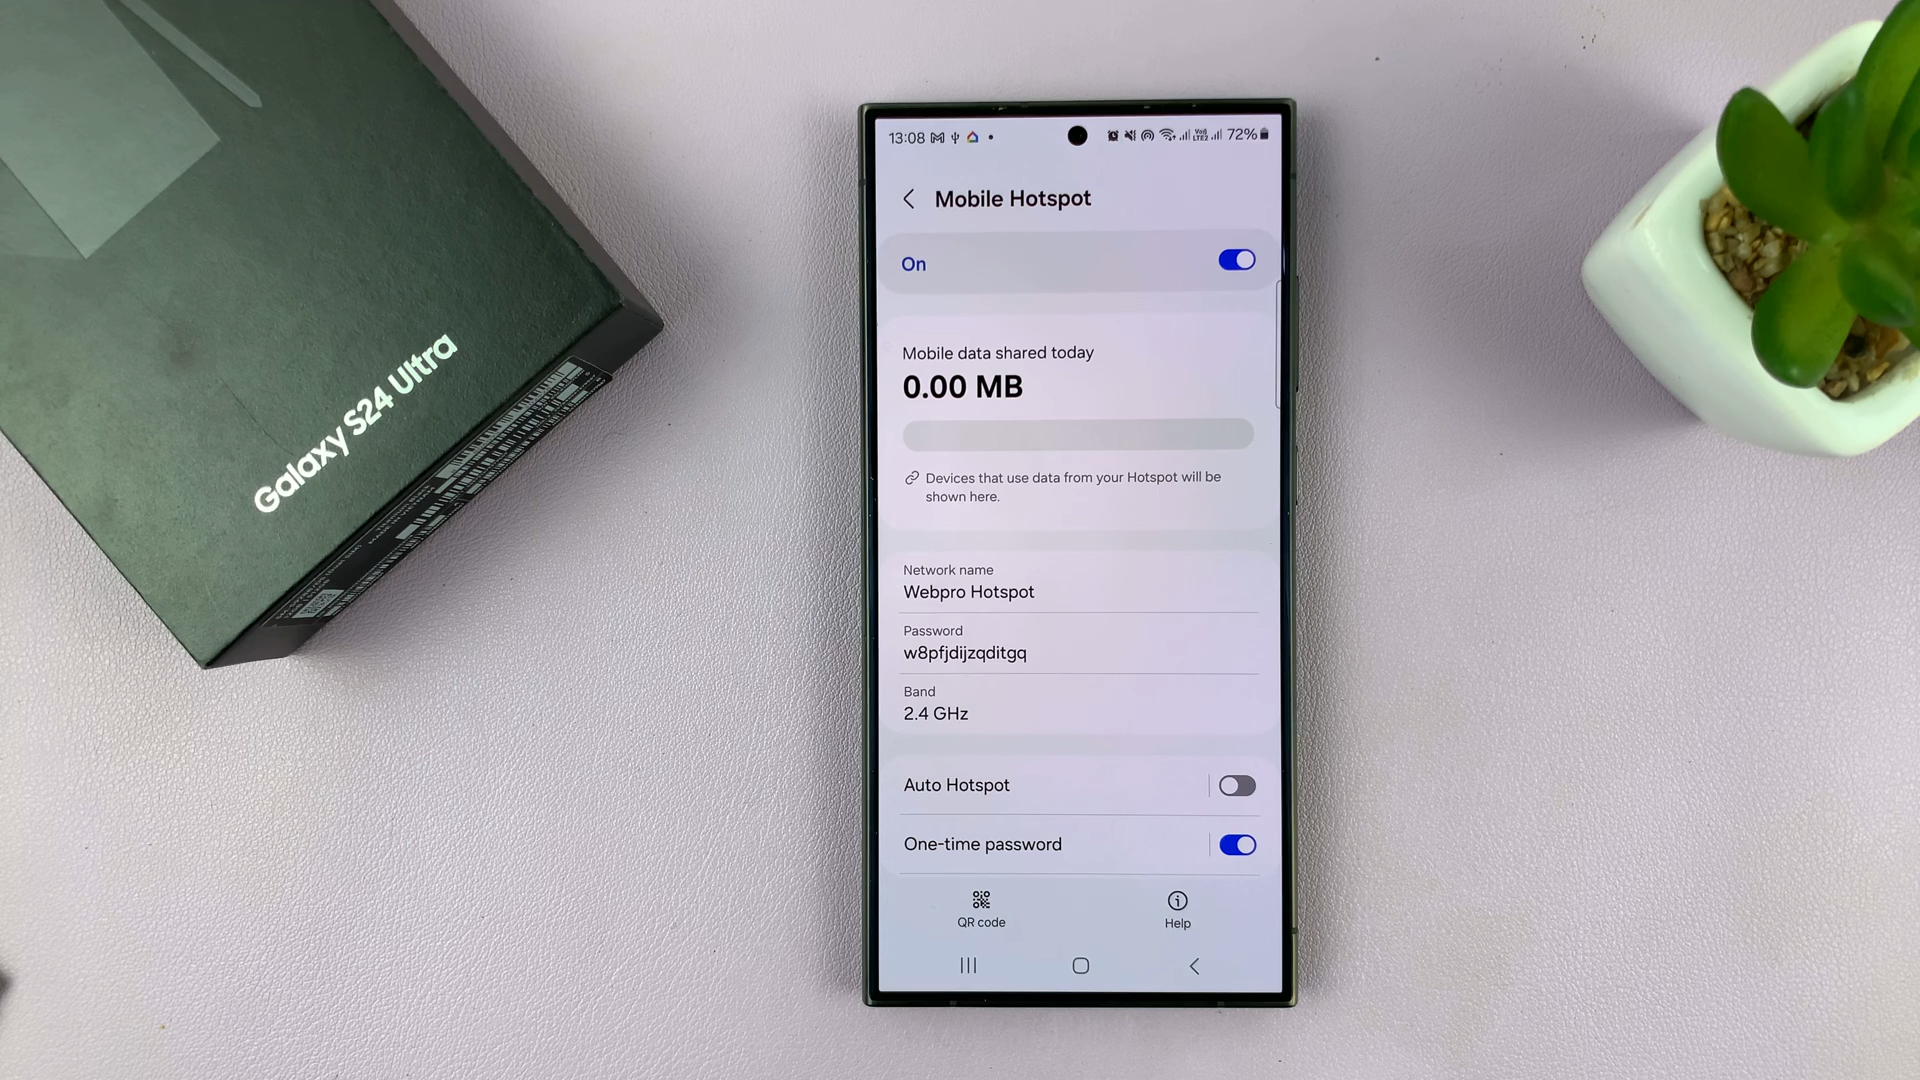 Galaxy S24 Ultra
13:08
72%
Mobile Hotspot
On
Mobile data shared today
0.00 MB
Devices that use data from your Hotspot will be
shown here.
Network name
Webpro Hotspot
Password
w8pfjdijzqditgq
Band
2.4 GHz
Auto Hotspot
One-time password
QR code
Help